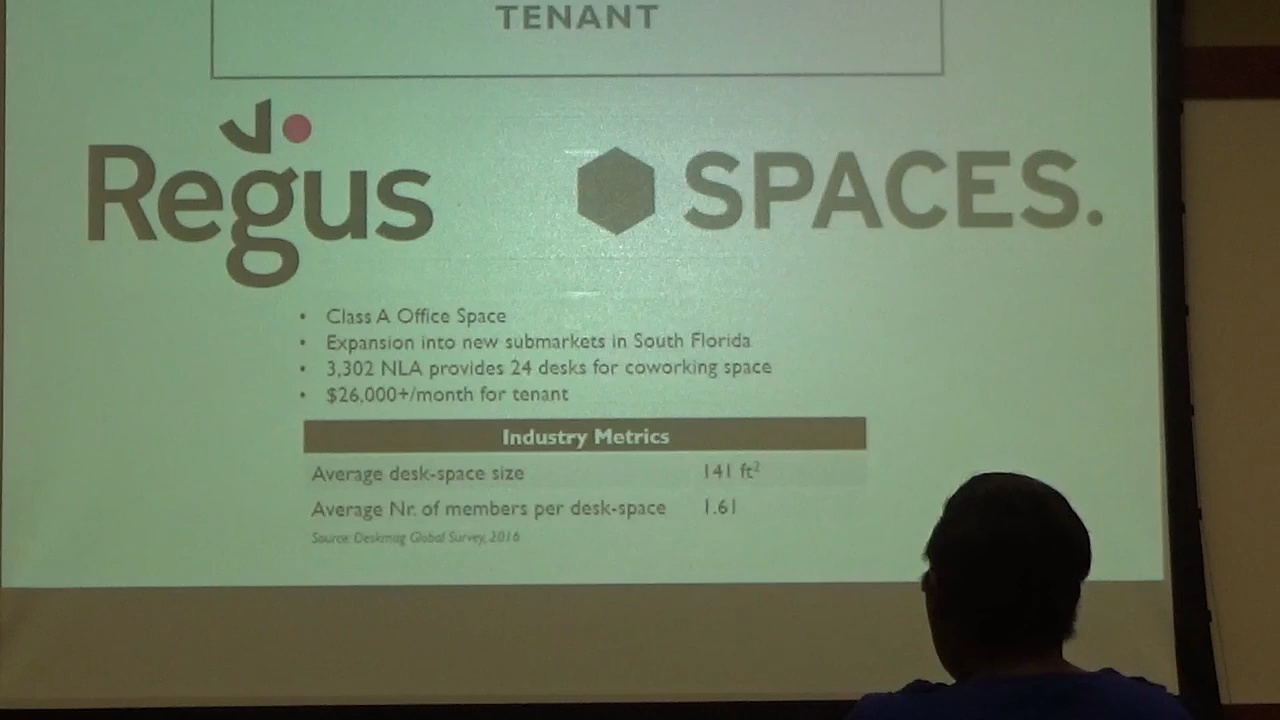 TENANT
Regus
SPACES.
• Class A Office Space
• Expansion into new submarkets in South Florida
• 3,302 NLA provides 24 desks for coworking space
• $26,000+/month for tenant
Industry Metrics
Average desk-space size 141 ft²
Average Nr. of members per desk-space 1.61
Source: Deskmag Global Survey, 2016